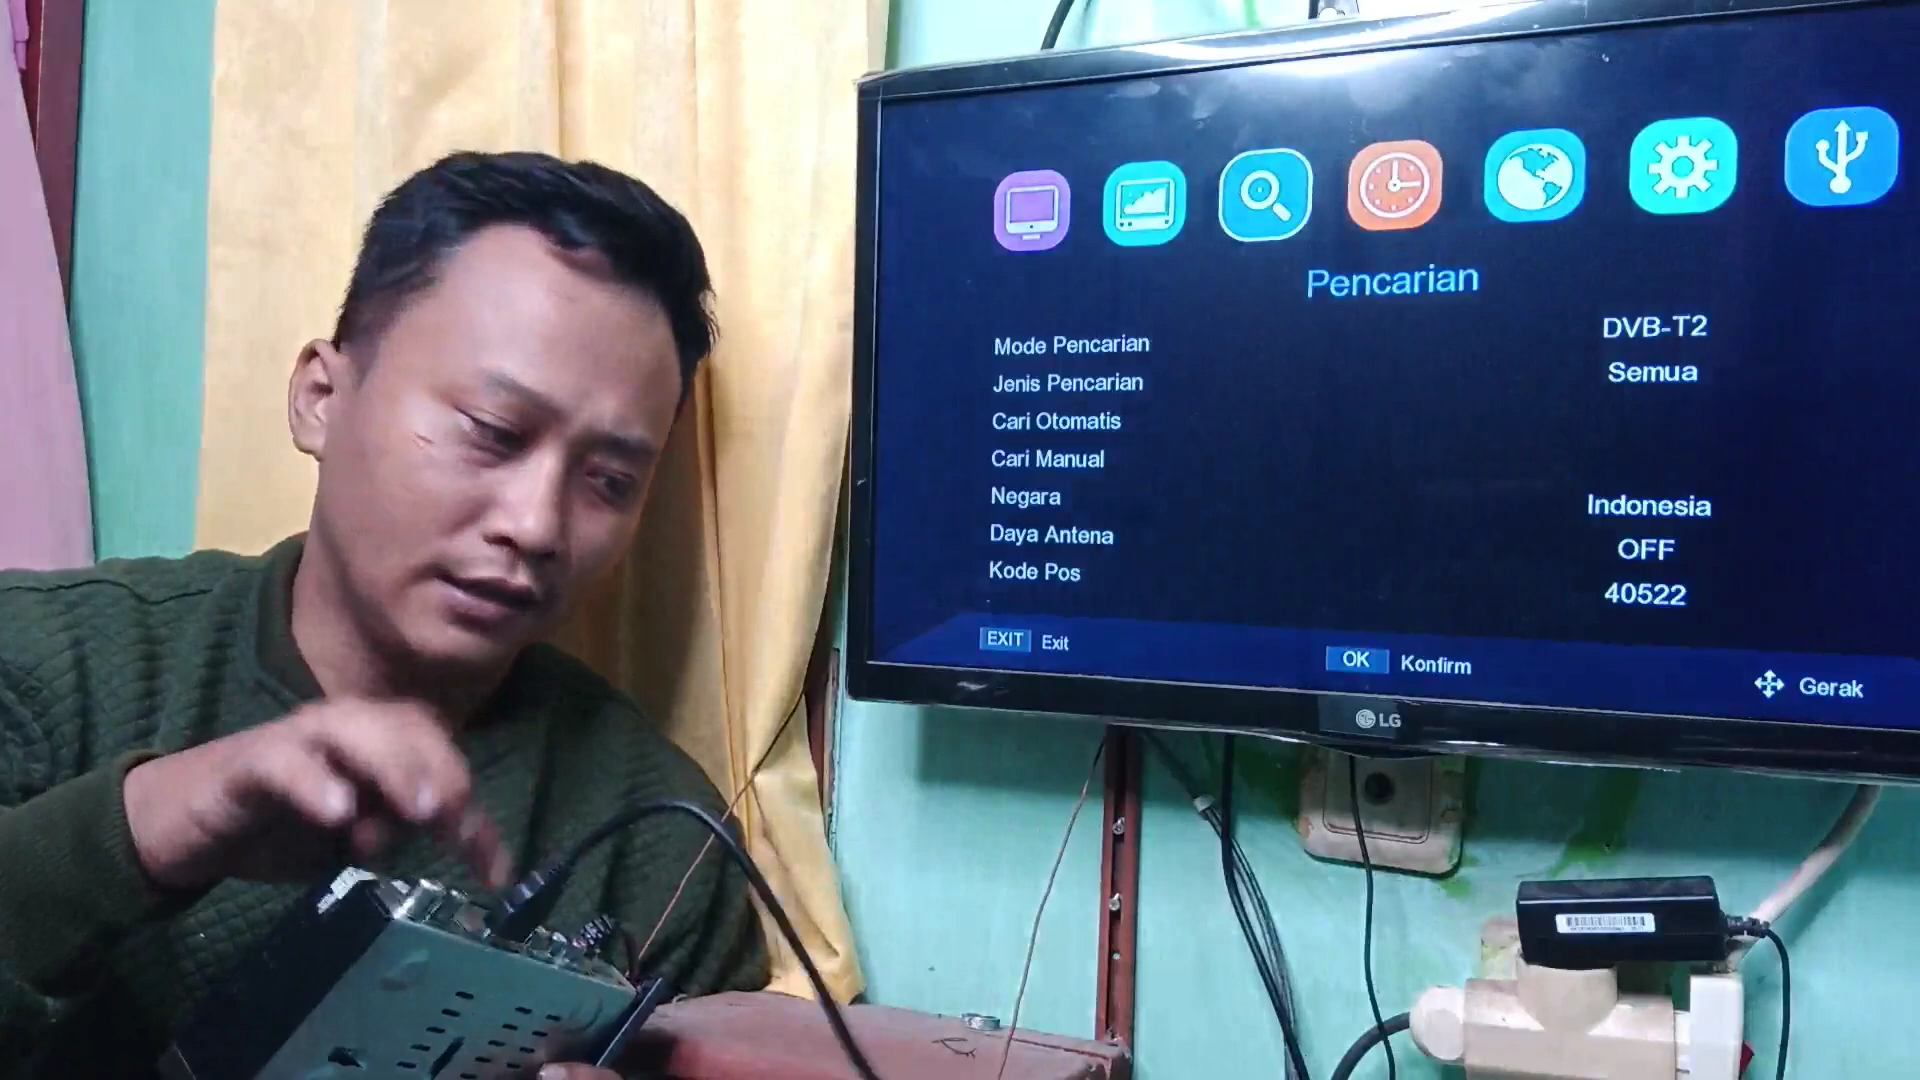 Pencarian
Mode Pencarian DVB-T2
Jenis Pencarian Semua
Cari Otomatis
Cari Manual
Negara Indonesia
Daya Antena OFF
Kode Pos 40522
EXIT Exit OK Konfirm Gerak
LG